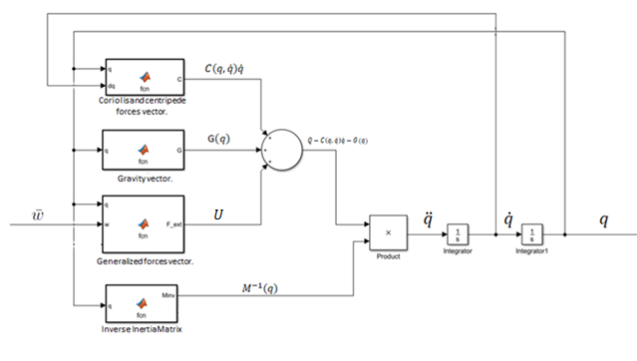 q
dq
fcn
C
Coriolis and centripede
forces vector.
C(q, q̇)q̇
q
fcn
G
Gravity vector.
G(q)
Q − C(q, q̇)q̇ − G(q)
w̄
q
w
fcn
F_ext
Generalized forces vector.
U
×
Product
q̈
1
s
Integrator
q̇
1
s
Integrator1
q
q
fcn
Minv
Inverse Inertia Matrix
M⁻¹(q)